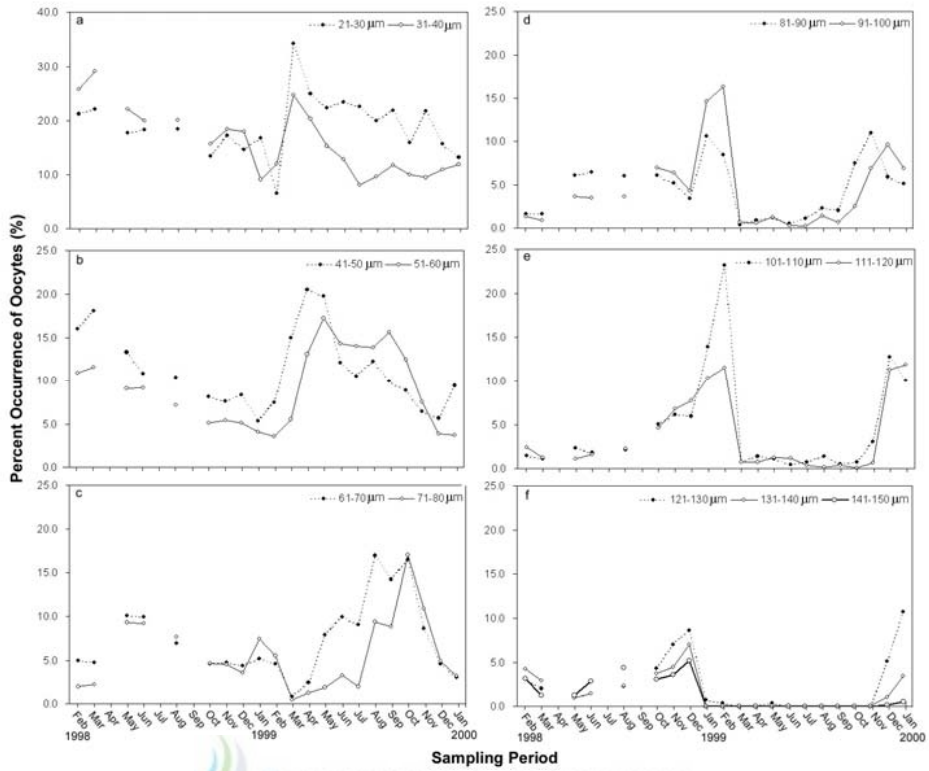 Percent Occurrence of Oocytes (%)
a
21-30 µm
31-40 µm
40.0
30.0
20.0
10.0
0.0
b
41-50 µm
51-60 µm
25.0
20.0
15.0
10.0
5.0
0.0
c
61-70 µm
71-80 µm
25.0
20.0
15.0
10.0
5.0
0.0
Feb Mar Apr May Jun Aug Sep Oct Nov Dec Jan Feb Mar Apr May Jun Jul Aug Sep Oct Nov Dec Jan
1998 1999 2000
d
81-90 µm
91-100 µm
25.0
20.0
15.0
10.0
5.0
0.0
e
101-110 µm
111-120 µm
25.0
20.0
15.0
10.0
5.0
0.0
f
121-130 µm
131-140 µm
141-150 µm
25.0
20.0
15.0
10.0
5.0
0.0
Feb Mar Apr May Jun Aug Sep Oct Nov Dec Jan Feb Mar Apr May Jun Jul Aug Sep Oct Nov Dec Jan
1998 1999 2000
Sampling Period